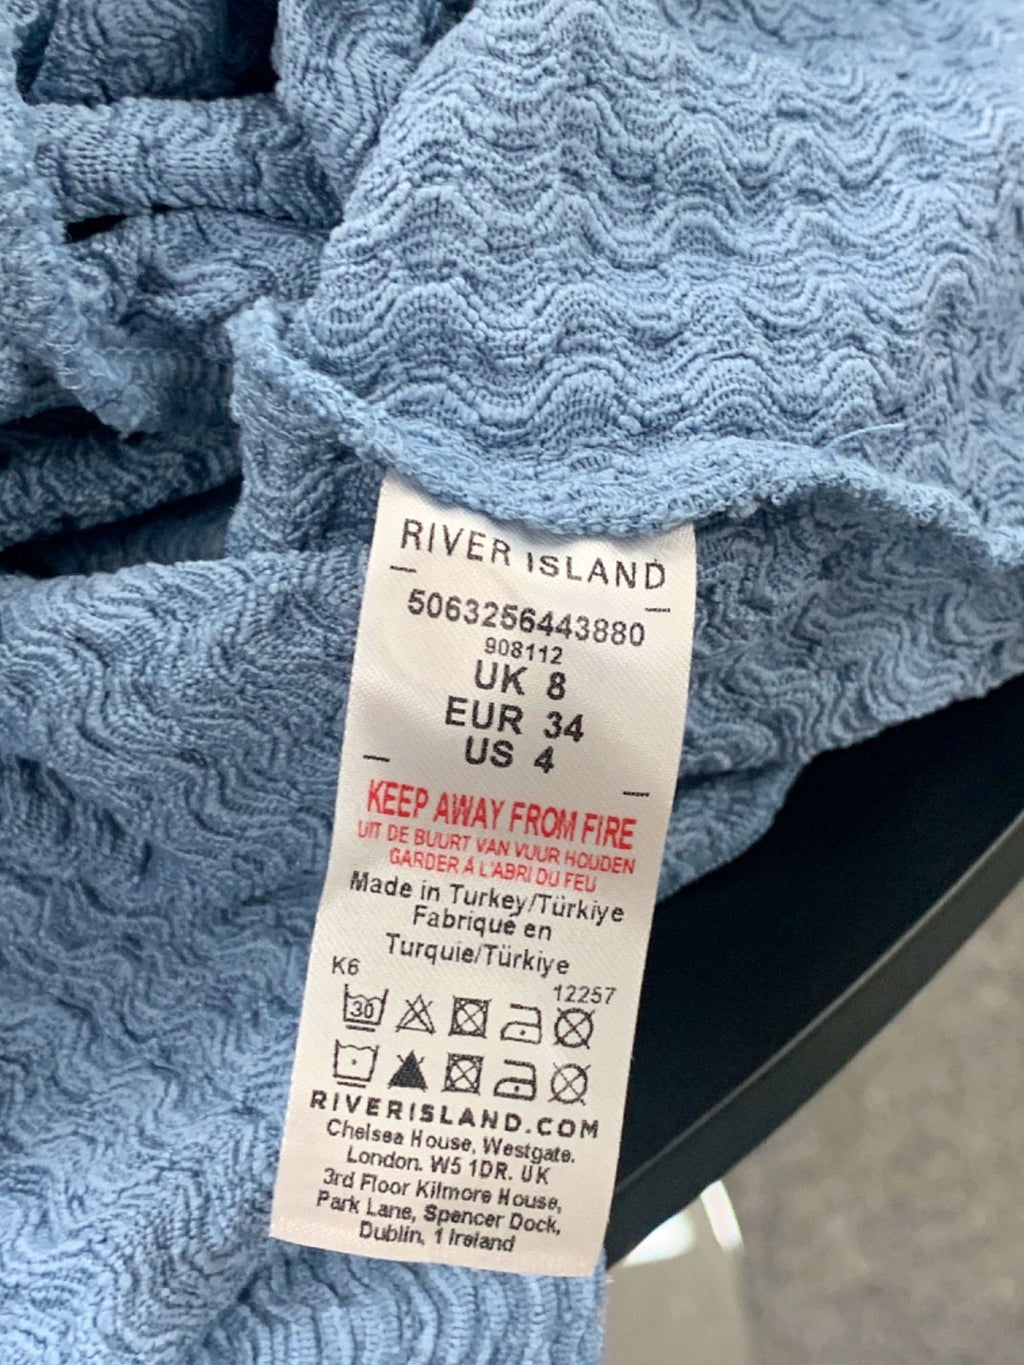 RIVER ISLAND
5063256443880
908112
UK 8
EUR 34
US 4
KEEP AWAY FROM FIRE
UIT DE BUURT VAN VUUR HOUDEN
GARDER Á L'ABRI DU FEU
Made in Turkey/Türkiye
Fabriqué en
Turquie/Türkiye
K6
12257
30
RIVERISLAND.COM
Chelsea House, Westgate.
London. W5 1DR. UK
3rd Floor Kilmore House,
Park Lane, Spencer Dock,
Dublin, 1 Ireland